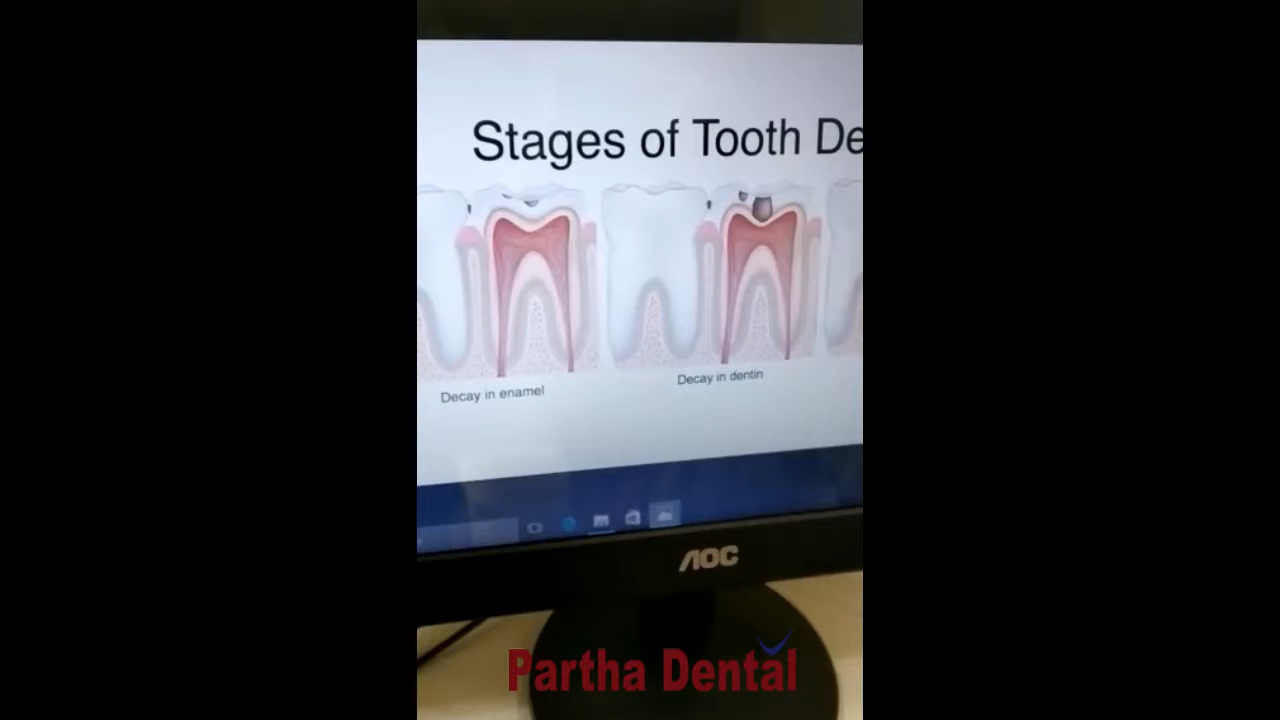 Stages of Tooth De
Decay in enamel
Decay in dentin
AOC
Partha Dental